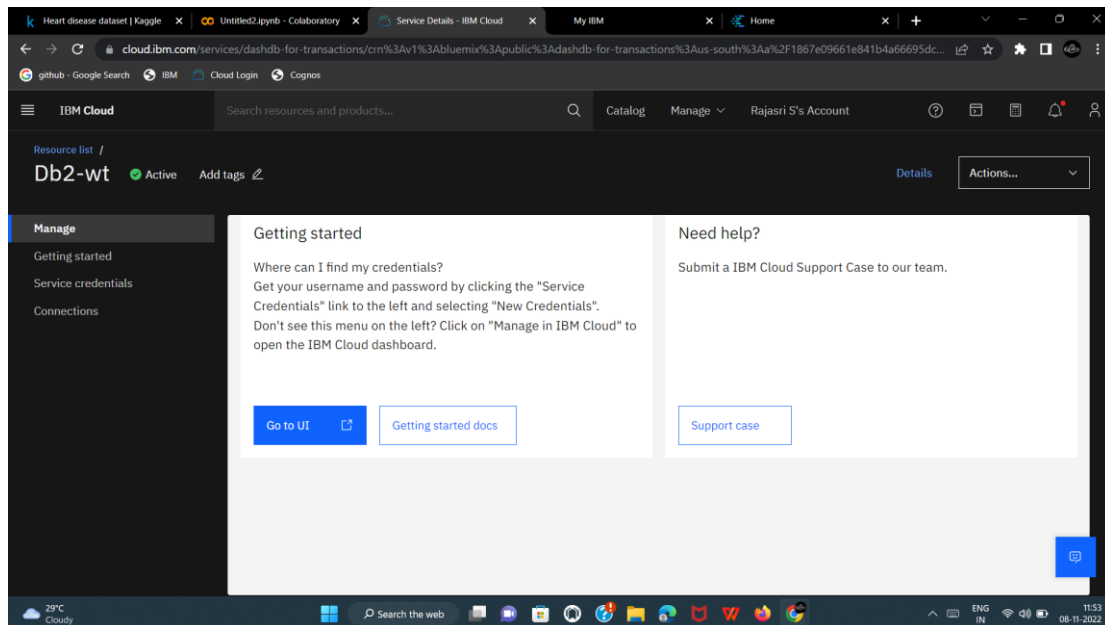 Heart disease dataset | Kaggle
Untitled2.ipynb - Colaboratory
Service Details - IBM Cloud
My IBM
Home
cloud.ibm.com/services/dashdb-for-transactions/crn%3Av1%3Abluemix%3Apublic%3Adashdb-for-transactions%3Aus-south%3Aa%2F1867e09661e841b4a66695dc...
github - Google Search
IBM
Cloud Login
Cognos
IBM Cloud
Search resources and products...
Catalog
Manage
Rajasri S's Account
Resource list /
Db2-wt
Active
Add tags
Details
Actions...
Manage
Getting started
Service credentials
Connections
Getting started
Where can I find my credentials?
Get your username and password by clicking the "Service
Credentials" link to the left and selecting "New Credentials".
Don't see this menu on the left? Click on "Manage in IBM Cloud" to
open the IBM Cloud dashboard.
Go to UI
Getting started docs
Need help?
Submit a IBM Cloud Support Case to our team.
Support case
29°C
Cloudy
Search the web
ENG
IN
11:53
08-11-2022